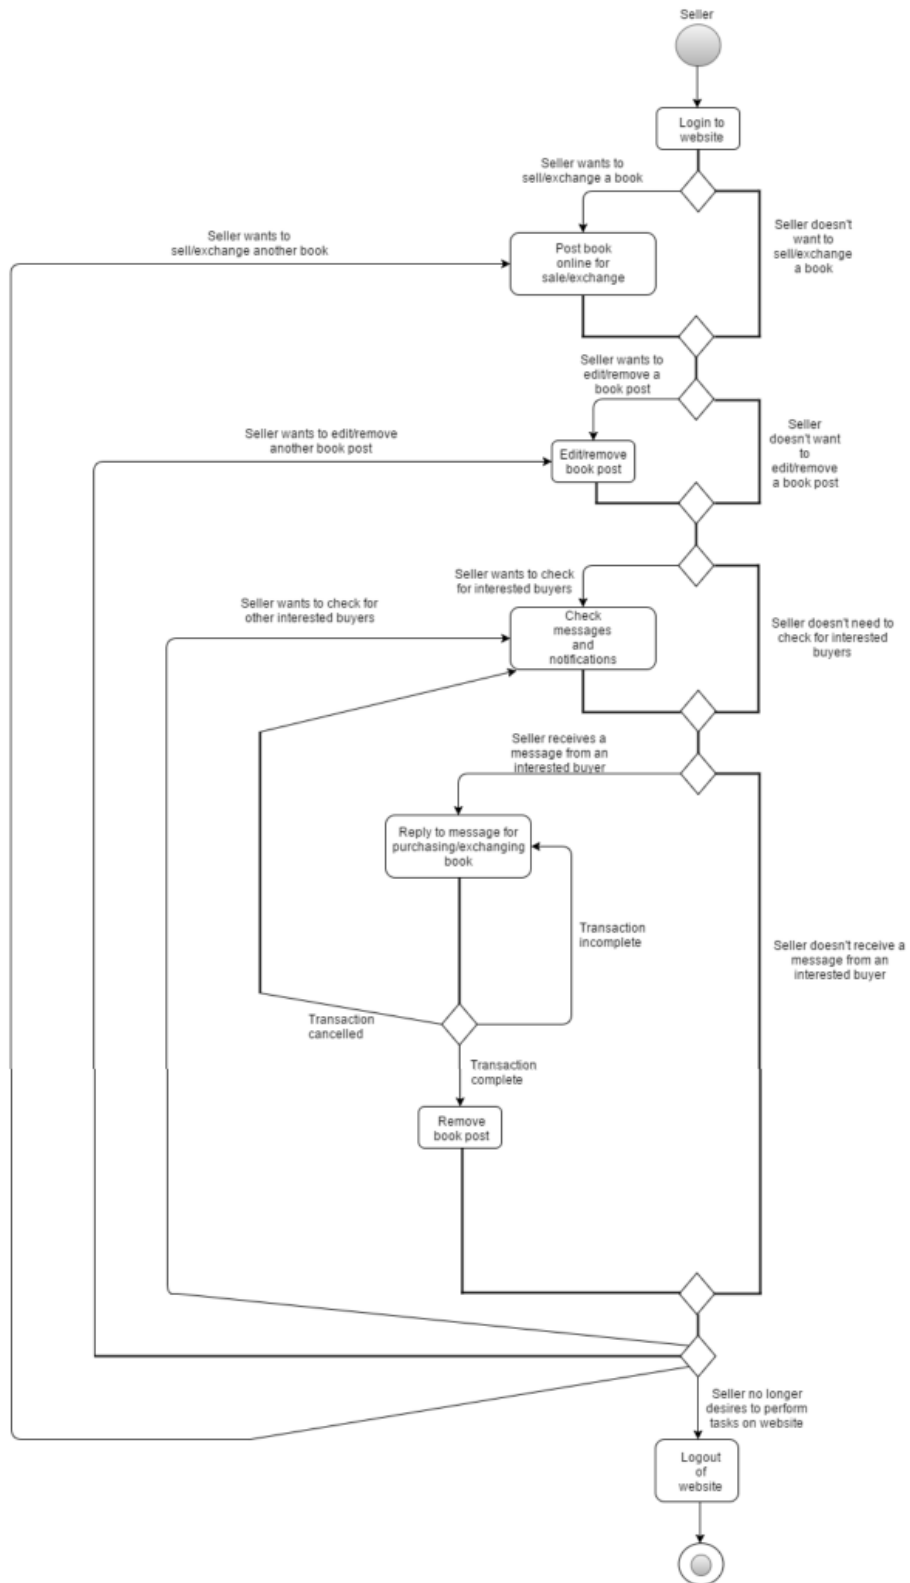 Seller
Login to
website
Seller wants to
sell/exchange a book
Seller doesn't
want to
sell/exchange
a book
Seller wants to
sell/exchange another book
Post book
online for
sale/exchange
Seller wants to
edit/remove a
book post
Seller
doesn't want
to
edit/remove
a book post
Seller wants to edit/remove
another book post
Edit/remove
book post
Seller wants to check
for interested buyers
Seller wants to check for
other interested buyers
Check
messages
and
notifications
Seller doesn't need to
check for interested
buyers
Seller receives a
message from an
interested buyer
Reply to message for
purchasing/exchanging
book
Transaction
incomplete
Seller doesn't receive a
message from an
interested buyer
Transaction
cancelled
Transaction
complete
Remove
book post
Seller no longer
desires to perform
tasks on website
Logout
of
website